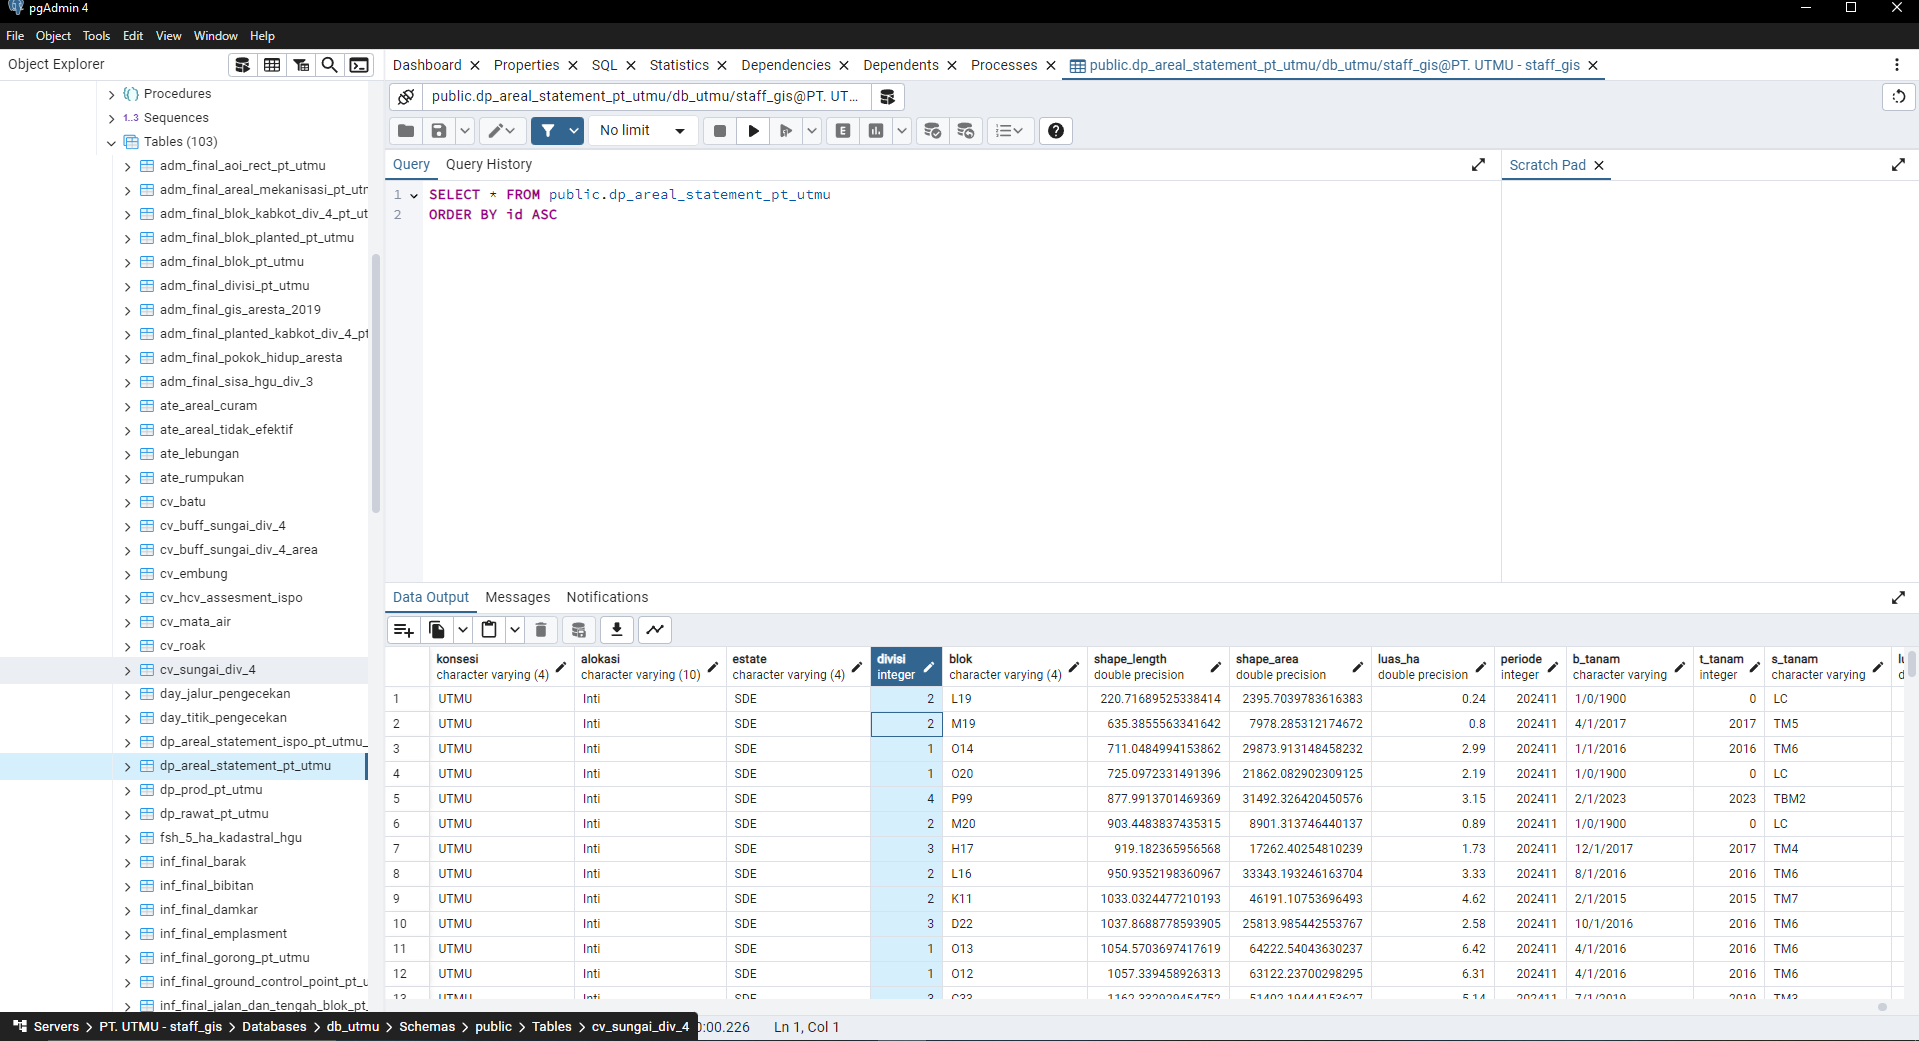 pgAdmin 4
File Object Tools Edit View Window Help
Object Explorer
Procedures
1..3 Sequences
Tables (103)
adm_final_aoi_rect_pt_utmu
adm_final_areal_mekanisasi_pt_utn
adm_final_blok_kabkot_div_4_pt_ut
adm_final_blok_planted_pt_utmu
adm_final_blok_pt_utmu
adm_final_divisi_pt_utmu
adm_final_gis_aresta_2019
adm_final_planted_kabkot_div_4_pt
adm_final_pokok_hidup_aresta
adm_final_sisa_hgu_div_3
ate_areal_curam
ate_areal_tidak_efektif
ate_lebungan
ate_rumpukan
cv_batu
cv_buff_sungai_div_4
cv_buff_sungai_div_4_area
cv_embung
cv_hcv_assesment_ispo
cv_mata_air
cv_roak
cv_sungai_div_4
day_jalur_pengecekan
day_titik_pengecekan
dp_areal_statement_ispo_pt_utmu_
dp_areal_statement_pt_utmu
dp_prod_pt_utmu
dp_rawat_pt_utmu
fsh_5_ha_kadastral_hgu
inf_final_barak
inf_final_bibitan
inf_final_damkar
inf_final_emplasment
inf_final_gorong_pt_utmu
inf_final_ground_control_point_pt_u
inf_final_jalan_dan_tengah_blok_pt_
Dashboard Properties SQL Statistics Dependencies Dependents Processes public.dp_areal_statement_pt_utmu/db_utmu/staff_gis@PT. UTMU - staff_gis
public.dp_areal_statement_pt_utmu/db_utmu/staff_gis@PT. UT...
No limit E
Query Query History
1 SELECT * FROM public.dp_areal_statement_pt_utmu
2 ORDER BY id ASC
Scratch Pad
Data Output Messages Notifications
konsesi alokasi estate divisi blok shape_length shape_area luas_ha periode b_tanam t_tanam s_tanam
character varying (4) character varying (10) character varying (4) integer character varying (4) double precision double precision double precision integer character varying integer character varying
1 UTMU Inti SDE 2 L19 220.71689525338414 2395.7039783616383 0.24 202411 1/0/1900 0 LC
2 UTMU Inti SDE 2 M19 635.3855563341642 7978.285312174672 0.8 202411 4/1/2017 2017 TM5
3 UTMU Inti SDE 1 O14 711.0484994153862 29873.913148458232 2.99 202411 1/1/2016 2016 TM6
4 UTMU Inti SDE 1 O20 725.0972331491396 21862.082902309125 2.19 202411 1/0/1900 0 LC
5 UTMU Inti SDE 4 P99 877.9913701469369 31492.326420450576 3.15 202411 2/1/2023 2023 TBM2
6 UTMU Inti SDE 2 M20 903.4483837435315 8901.313746440137 0.89 202411 1/0/1900 0 LC
7 UTMU Inti SDE 3 H17 919.182365956568 17262.40254810239 1.73 202411 12/1/2017 2017 TM4
8 UTMU Inti SDE 2 L16 950.9352198360967 33343.193246163704 3.33 202411 8/1/2016 2016 TM6
9 UTMU Inti SDE 2 K11 1033.0324477210193 46191.10753696493 4.62 202411 2/1/2015 2015 TM7
10 UTMU Inti SDE 3 D22 1037.8688778593905 25813.985442553767 2.58 202411 10/1/2016 2016 TM6
11 UTMU Inti SDE 1 O13 1054.5703697417619 64222.54043630237 6.42 202411 4/1/2016 2016 TM6
12 UTMU Inti SDE 1 O12 1057.339458926313 63122.23700298295 6.31 202411 4/1/2016 2016 TM6
Servers PT. UTMU - staff_gis Databases db_utmu Schemas public Tables cv_sungai_div_4 :00.226 Ln 1, Col 1